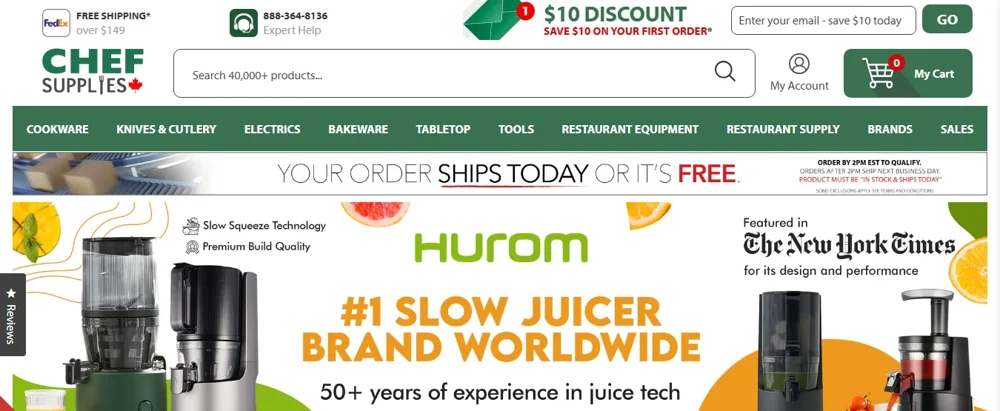 FedEx
FREE SHIPPING*
over $149
888-364-8136
Expert Help
1
$10 DISCOUNT
SAVE $10 ON YOUR FIRST ORDER*
Enter your email - save $10 today
GO
CHEF
SUPPLIES
Search 40,000+ products...
My Account
0
My Cart
COOKWARE
KNIVES & CUTLERY
ELECTRICS
BAKEWARE
TABLETOP
TOOLS
RESTAURANT EQUIPMENT
RESTAURANT SUPPLY
BRANDS
SALES
YOUR ORDER SHIPS TODAY OR IT'S FREE.
ORDER BY 2PM EST TO QUALIFY.
ORDERS AFTER 2PM SHIP NEXT BUSINESS DAY.
PRODUCT MUST BE "IN STOCK & SHIPS TODAY"
SOME EXCLUSIONS APPLY SEE TERMS AND CONDITIONS.
Slow Squeeze Technology
Premium Build Quality
HUROM
#1 SLOW JUICER
BRAND WORLDWIDE
50+ years of experience in juice tech
Featured in
The New York Times
for its design and performance
Reviews